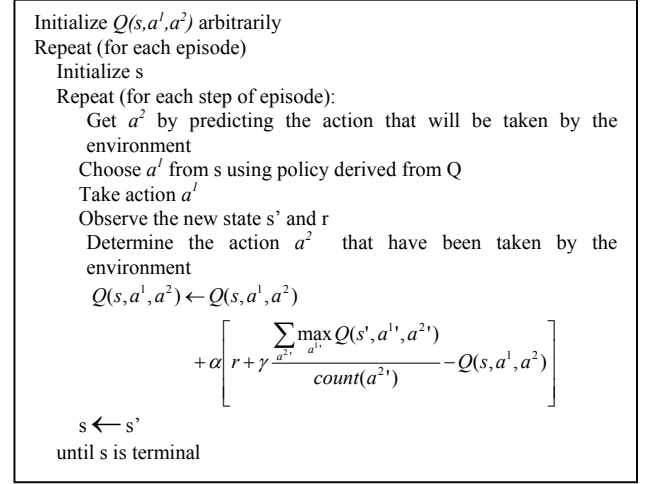 Initialize Q(s,a¹,a²) arbitrarily
Repeat (for each episode)
Initialize s
Repeat (for each step of episode):
Get a² by predicting the action that will be taken by the
environment
Choose a¹ from s using policy derived from Q
Take action a¹
Observe the new state s’ and r
Determine the action a² that have been taken by the
environment
Q(s,a¹,a²) ← Q(s,a¹,a²)
+ α [ r + γ ∑_{a²'} max_{a¹'} Q(s',a¹',a²') / count(a²') − Q(s,a¹,a²) ]
s ← s’
until s is terminal